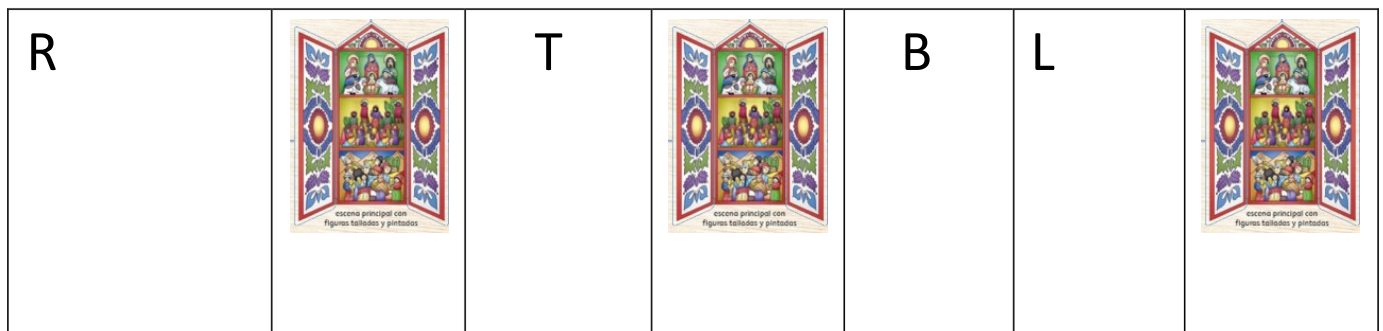 R T B L
escena principal con escena principal con escena principal con
figuras talladas y pintadas figuras talladas y pintadas figuras talladas y pintadas